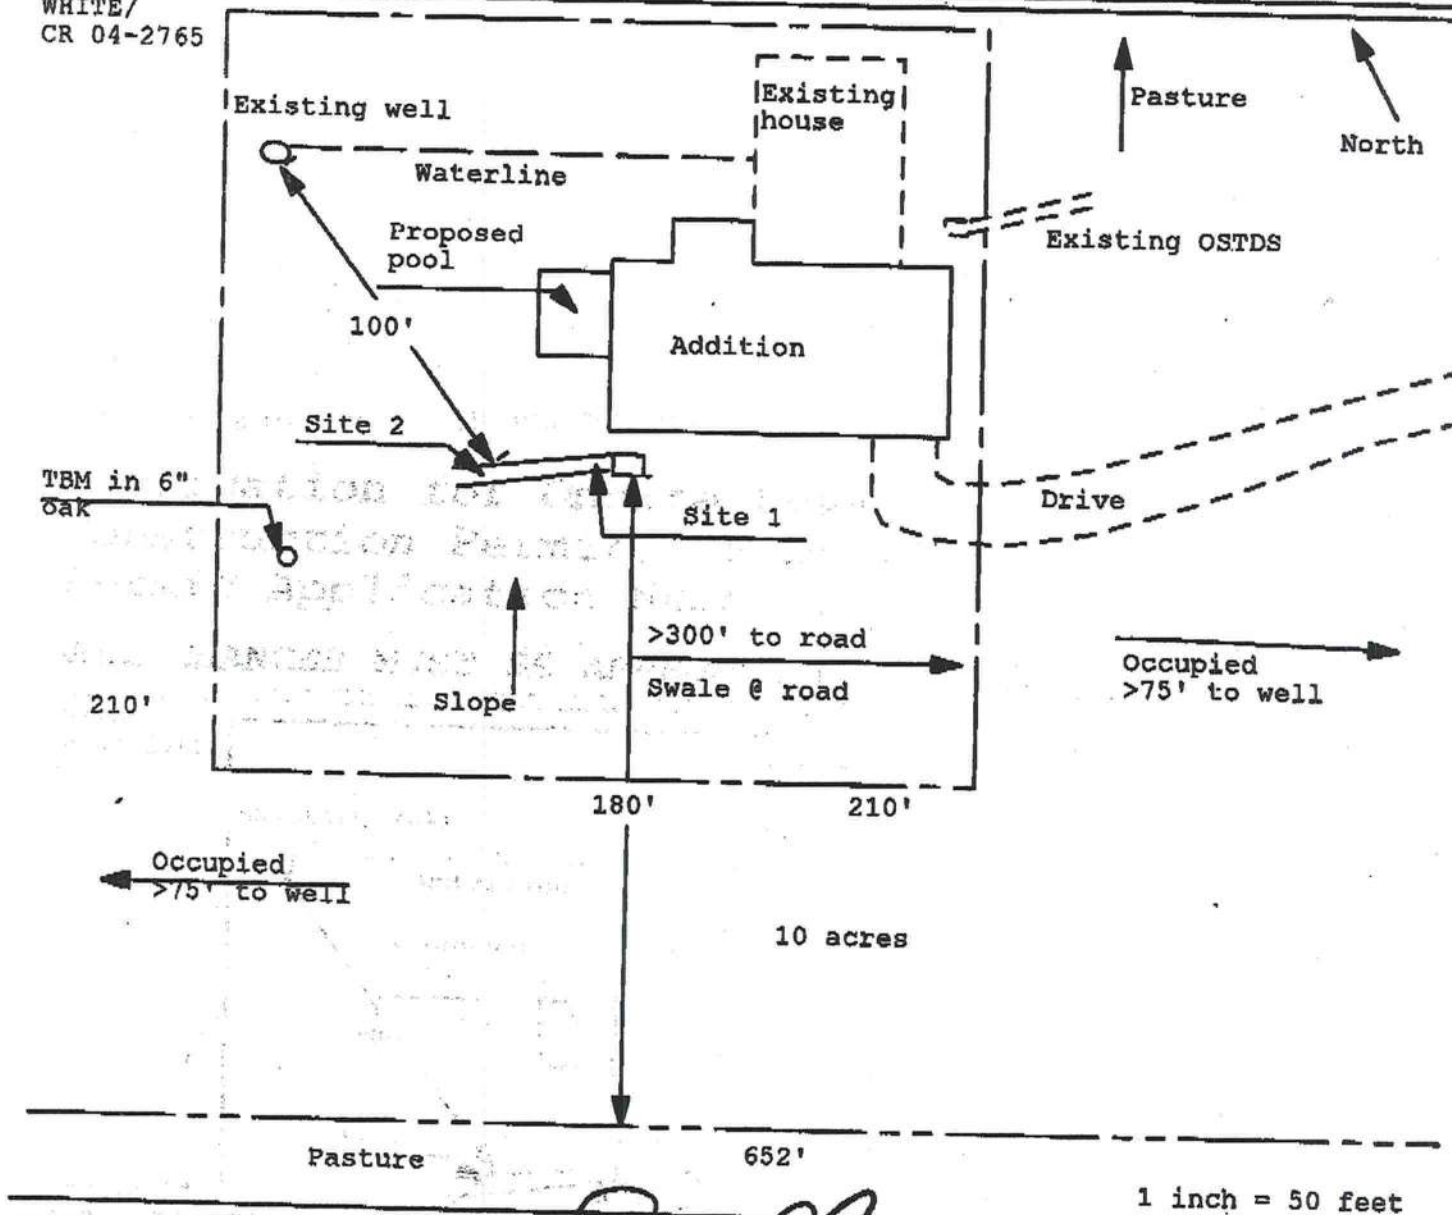 WHITE/
CR 04-2765
Existing well
Existing
house
Pasture
North
Waterline
Proposed
pool
Existing OSTDS
100'
Addition
Site 2
TBM in 6"
oak
Site 1
Drive
>300' to road
Swale @ road
Occupied
>75' to well
210'
Slope
180'
210'
Occupied
>75' to well
10 acres
Pasture
652'
1 inch = 50 feet